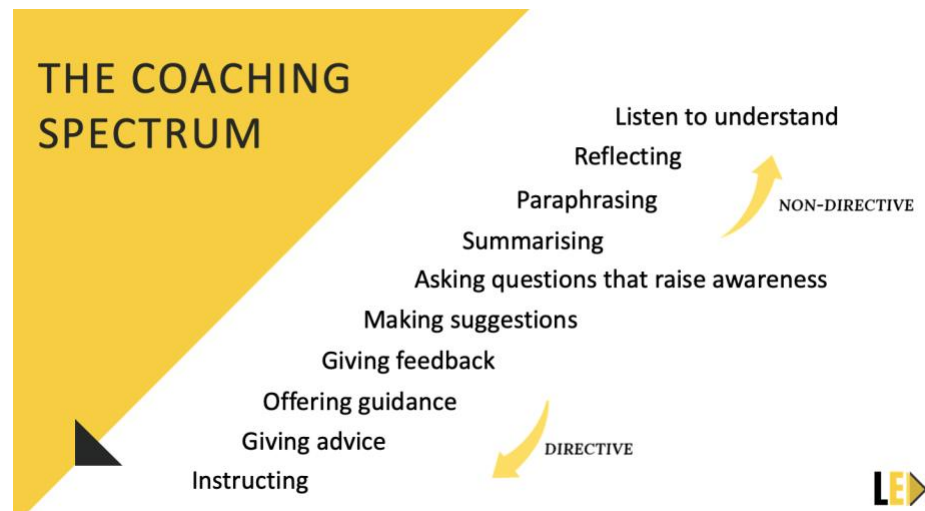 THE COACHING
SPECTRUM
Listen to understand
Reflecting
Paraphrasing
NON-DIRECTIVE
Summarising
Asking questions that raise awareness
Making suggestions
Giving feedback
Offering guidance
Giving advice
DIRECTIVE
Instructing
LED